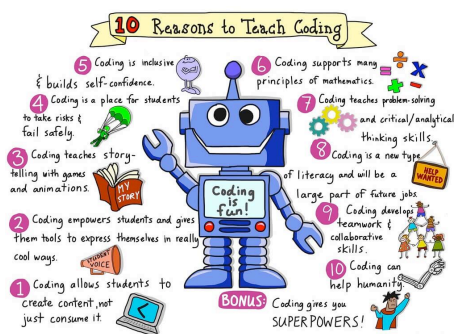 10 Reasons to Teach Coding
5 Coding is inclusive
& builds self-confidence.
4 Coding is a place for students
to take risks &
fail safely.
3 Coding teaches story-
telling with games
and animations.
MY
STORY
2 Coding empowers students and gives
them tools to express themselves in really
cool ways.
STUDENT
VOICE
1 Coding allows students to
create content, not
just consume it.
Coding
is
fun!
6 Coding supports many
principles of mathematics.
7 Coding teaches problem-solving
and critical/analytical
thinking skills.
8 Coding is a new type
of literacy and will be a
large part of future jobs.
HELP
WANTED
9 Coding develops
teamwork &
collaborative
skills.
10 Coding can
help humanity.
BONUS: Coding gives you
SUPERPOWERS!